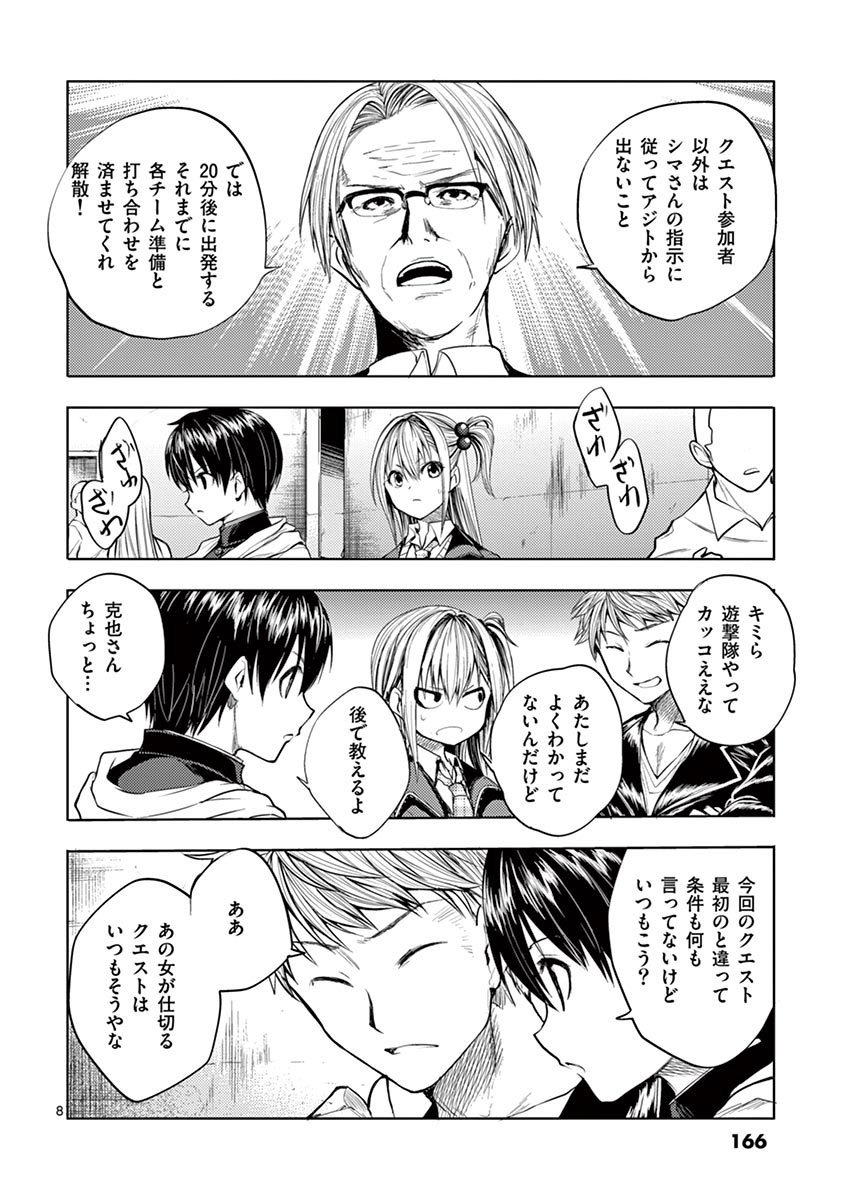 クエスト参加者
以外は
シマさんの指示に
従ってアジトから
出ないこと
では
20分後に出発する
それまでに
各チーム準備と
打ち合わせを
済ませてくれ
解散！
ざわ
ざわ
ざわ
ざわ
キミら
遊撃隊やって
カッコええな
あたしまだ
よくわかって
ないんだけど
後で教えるよ
克也さん
ちょっと…
今回のクエスト
最初のと違って
条件も何も
言ってないけど
いつもこう？
ああ
あの女が仕切る
クエストは
いつもそうやな
8
166